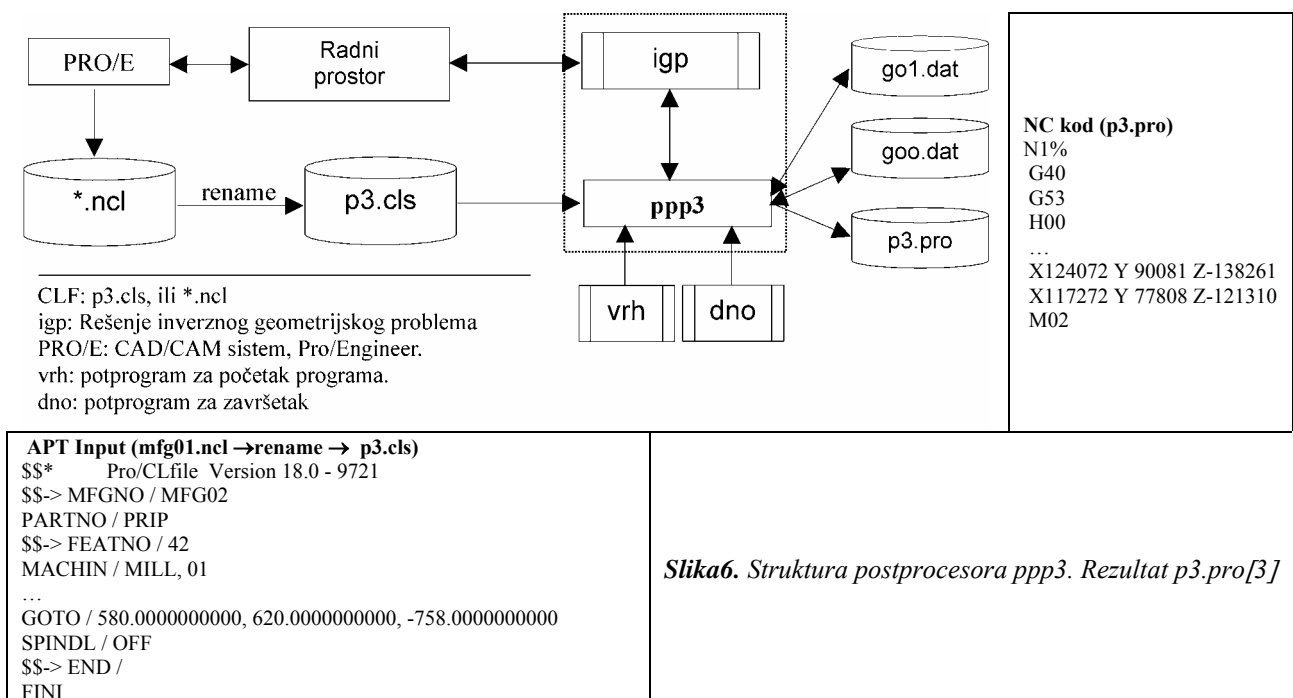 PRO/E
Radni
prostor
igp
go1.dat
goo.dat
*.ncl
rename
p3.cls
ppp3
p3.pro
vrh
dno
CLF: p3.cls, ili *.ncl
igp: Rešenje inverznog geometrijskog problema
PRO/E: CAD/CAM sistem, Pro/Engineer.
vrh: potprogram za početak programa.
dno: potprogram za završetak
NC kod (p3.pro)
N1%
G40
G53
H00
…
X124072 Y 90081 Z-138261
X117272 Y 77808 Z-121310
M02
APT Input (mfg01.ncl →rename → p3.cls)
$$* Pro/CLfile Version 18.0 - 9721
$$-> MFGNO / MFG02
PARTNO / PRIP
$$-> FEATNO / 42
MACHIN / MILL, 01
…
GOTO / 580.0000000000, 620.0000000000, -758.0000000000
SPINDL / OFF
$$-> END /
FINI
Slika6. Struktura postprocesora ppp3. Rezultat p3.pro[3]